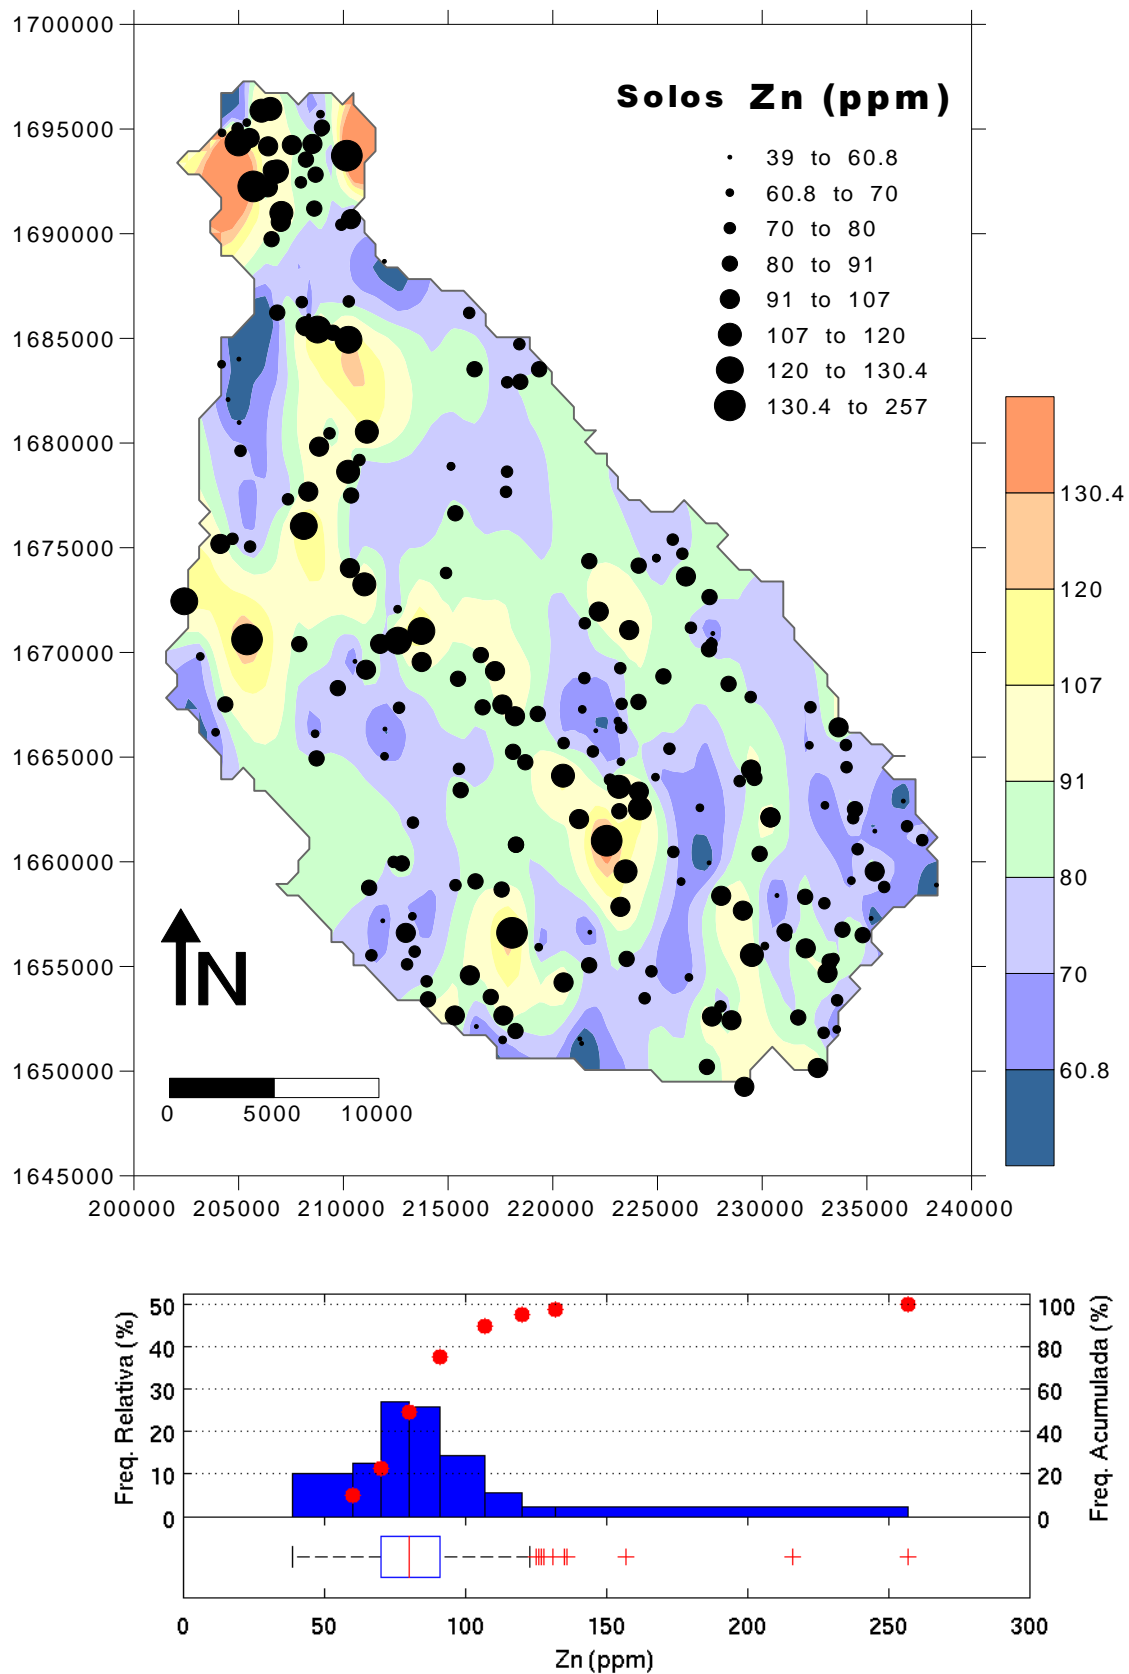 1700000
Solos Zn (ppm)
1695000
39 to 60.8
60.8 to 70
70 to 80
1690000
80 to 91
91 to 107
1685000
107 to 120
120 to 130.4
130.4 to 257
1680000
130.4
1675000
120
1670000
107
1665000
91
1660000
80
1655000
N
70
1650000
60.8
0 5000 10000
1645000
200000 205000 210000 215000 220000 225000 230000 235000 240000
50
40
30
20
10
0
Freq. Relativa (%)
100
80
60
40
20
0
Freq. Acumulada (%)
0 50 100 150 200 250 300
Zn (ppm)